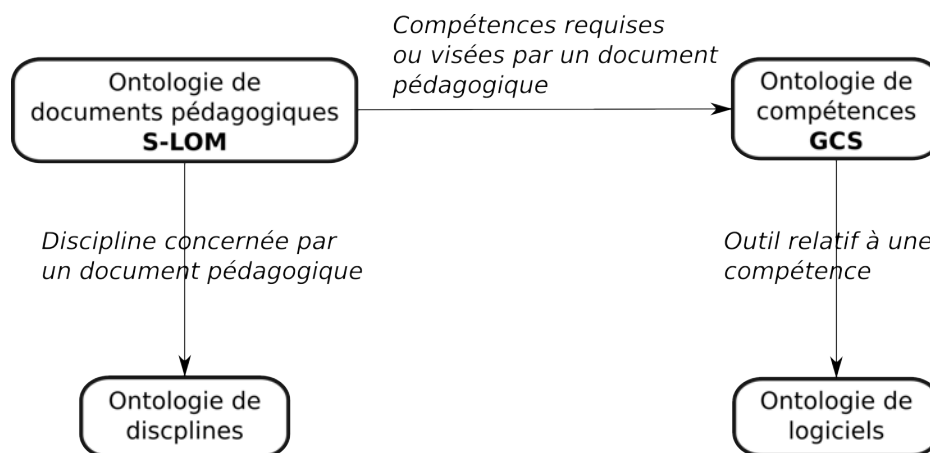 Compétences requises
ou visées par un document
pédagogique
Ontologie de
documents pédagogiques
S-LOM
Ontologie de
compétences
GCS
Discipline concernée par
un document pédagogique
Outil relatif à une
compétence
Ontologie de
discplines
Ontologie de
logiciels